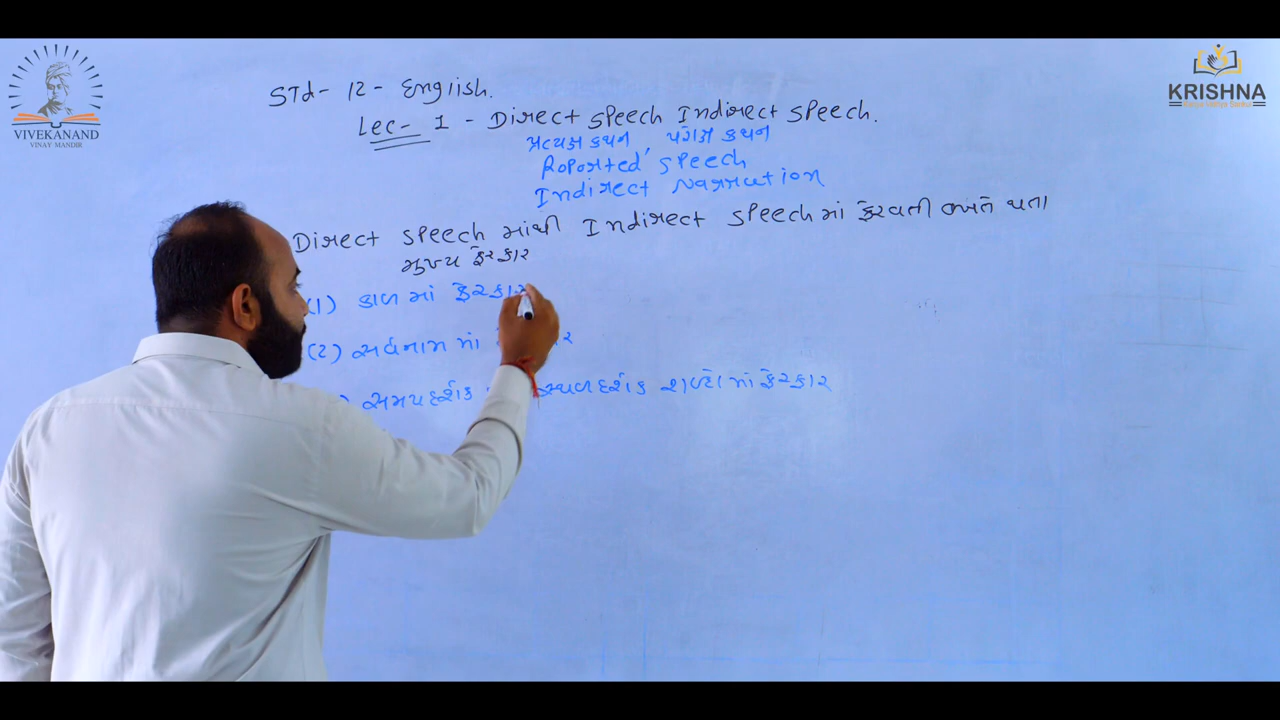 VIVEKANAND
VINAY MANDIR
KRISHNA
STd- 12 - English.
Lec- 1 - Direct Speech Indirect Speech.
પ્રત્યક્ષ કથન, પરોક્ષ કથન
Reported Speech
Indirect Narration
Direct Speech માંથી Indirect Speech માં ફેરવતી વખતે થતા
મુખ્ય ફેરફાર
(1) કાળ માં ફેરફાર
(2) સર્વનામ માં
સમયદર્શક સ્થળદર્શક શબ્દોમાં ફેરફાર